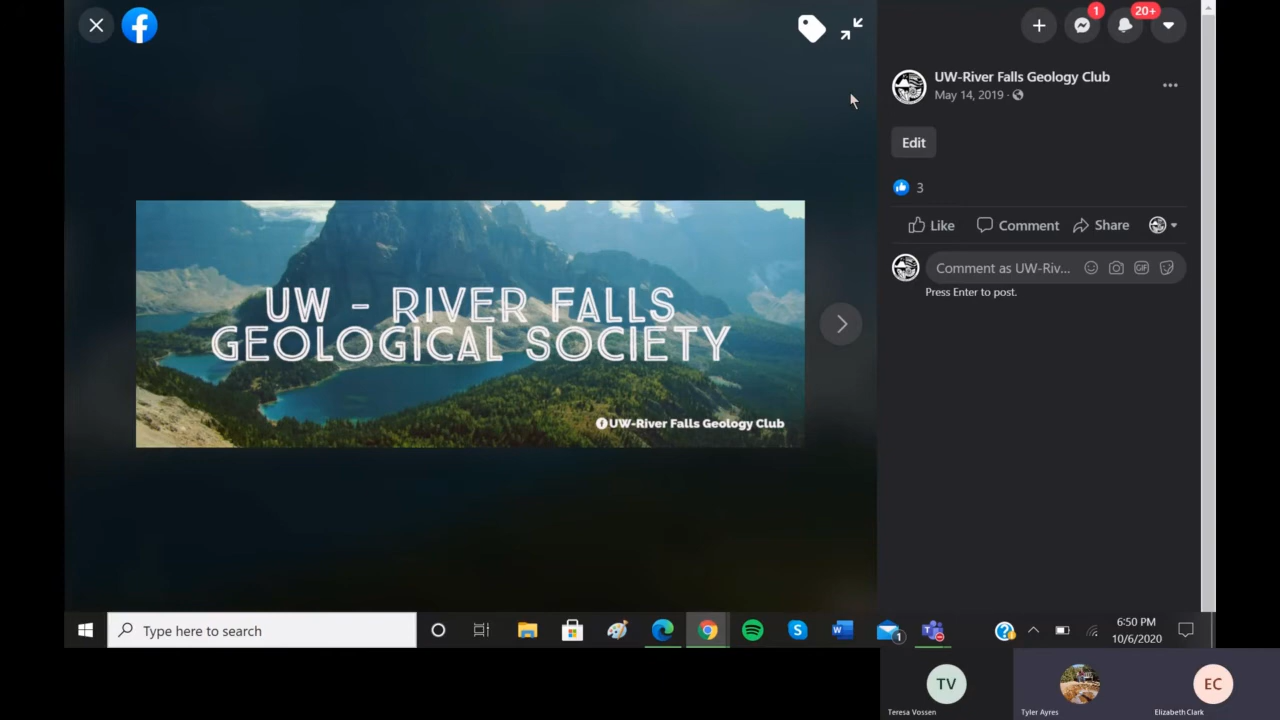 1
20+
UW-River Falls Geology Club
May 14, 2019 ·
Edit
3
Like Comment Share
Comment as UW-Riv...
GIF
Press Enter to post.
UW - RIVER FALLS
GEOLOGICAL SOCIETY
UW-River Falls Geology Club
Type here to search
1
6:50 PM
10/6/2020
TV
EC
Teresa Vossen
Tyler Ayres
Elizabeth Clark